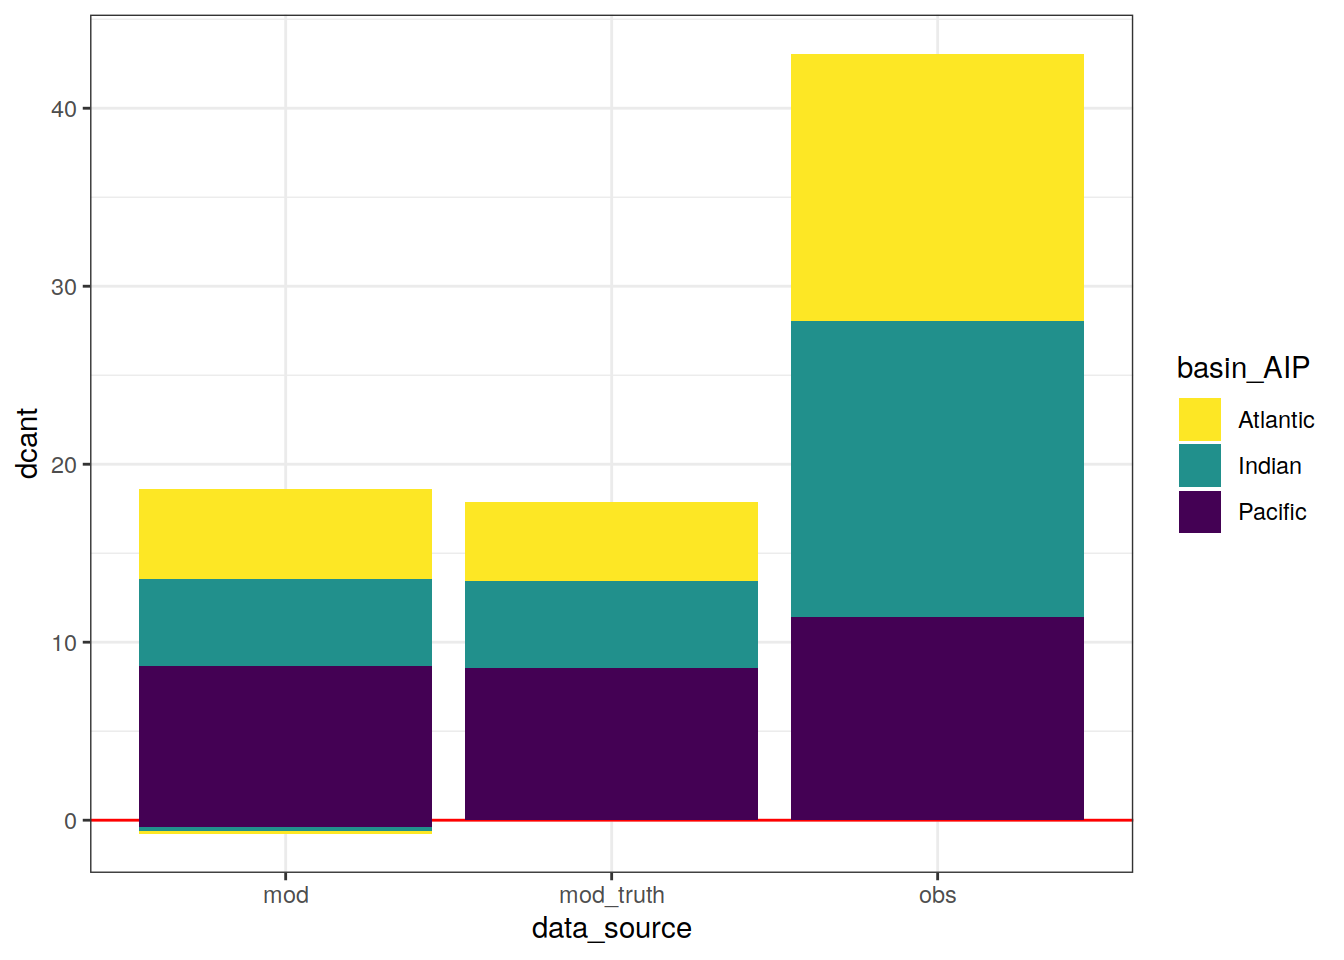 40
30
20
10
0
dcant
mod
mod_truth
obs
data_source
basin_AIP
Atlantic
Indian
Pacific